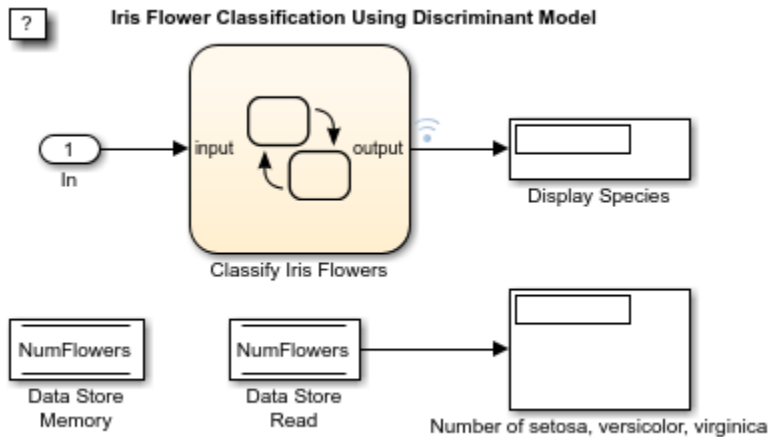 ?
Iris Flower Classification Using Discriminant Model
1
input
output
In
Display Species
Classify Iris Flowers
NumFlowers
NumFlowers
Data Store
Memory
Data Store
Read
Number of setosa, versicolor, virginica